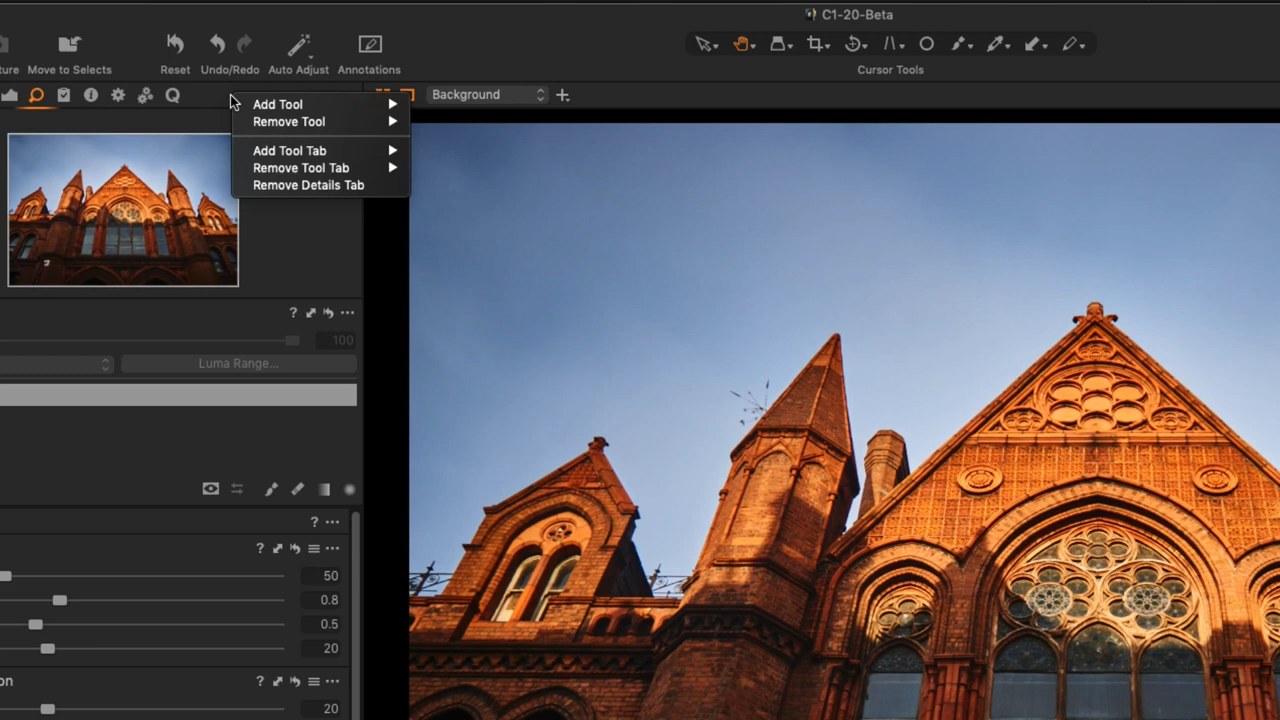 C1-20-Beta
ture Move to Selects Reset Undo/Redo Auto Adjust Annotations Cursor Tools
Background
Add Tool
Remove Tool
Add Tool Tab
Remove Tool Tab
Remove Details Tab
100
Luma Range...
50
0.8
0.5
20
on
20